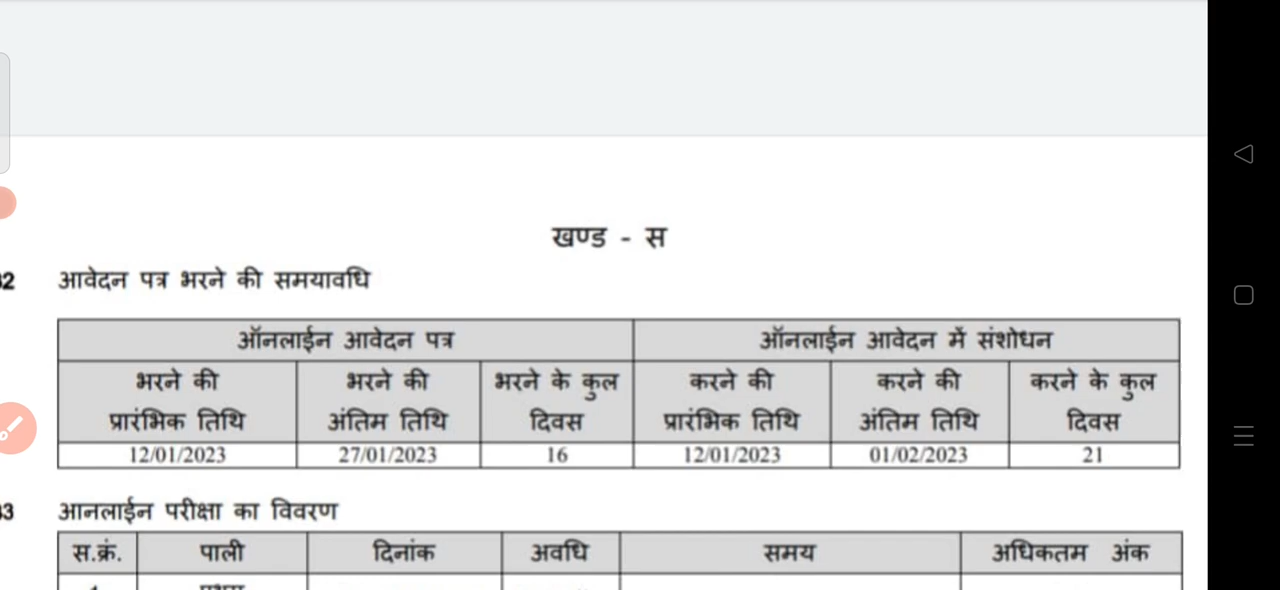 खण्ड - स
आवेदन पत्र भरने की समयावधि
ऑनलाईन आवेदन पत्र ऑनलाईन आवेदन में संशोधन
भरने की भरने की भरने के कुल करने की करने की करने के कुल
प्रारंभिक तिथि अंतिम तिथि दिवस प्रारंभिक तिथि अंतिम तिथि दिवस
12/01/2023 27/01/2023 16 12/01/2023 01/02/2023 21
आनलाईन परीक्षा का विवरण
स.क्रं. पाली दिनांक अवधि समय अधिकतम अंक